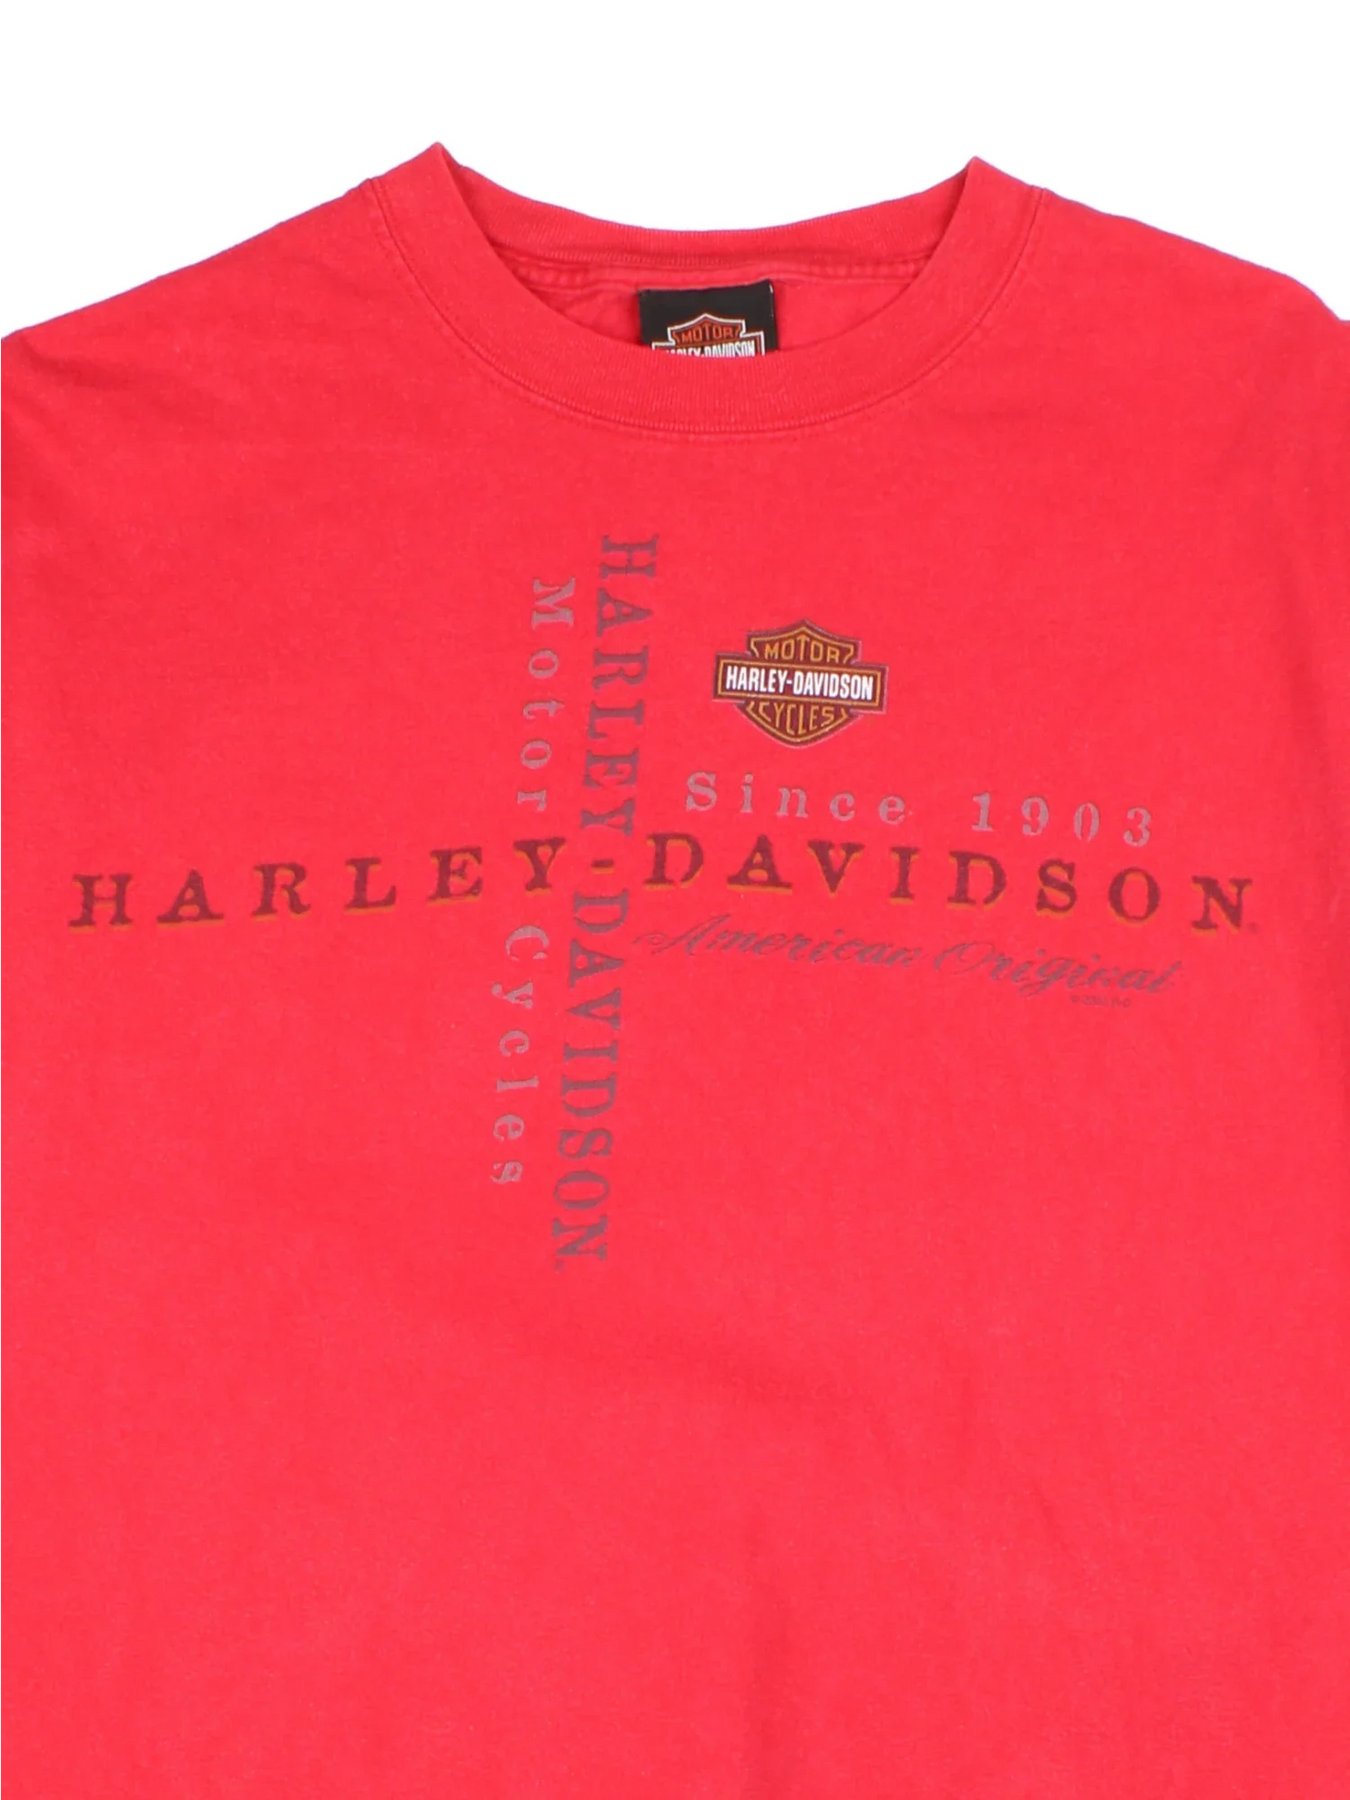 MOTOR
HARLEY-DAVIDSON
HARLEY-DAVIDSON
Motor Cycles
MOTOR
HARLEY-DAVIDSON
CYCLES
Since 1903
HARLEY-DAVIDSON
American Original